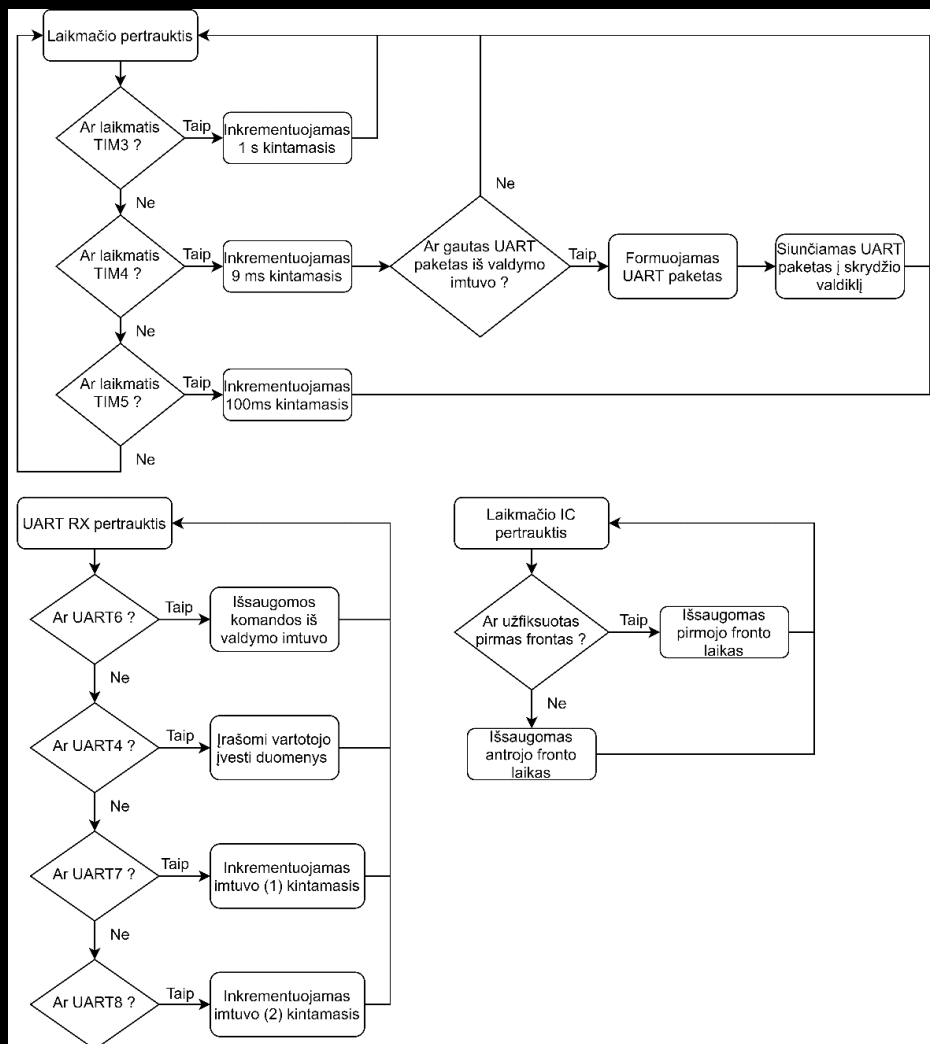 Laikmačio pertrauktis
Ar laikmatis
TIM3 ?
Taip
Inkrementuojamas
1 s kintamasis
Ne
Ar laikmatis
TIM4 ?
Taip
Inkrementuojamas
9 ms kintamasis
Ar gautas UART
paketas iš valdymo
imtuvo ?
Ne
Taip
Formuojamas
UART paketas
Siunčiamas UART
paketas į skrydžio
valdiklį
Ne
Ar laikmatis
TIM5 ?
Taip
Inkrementuojamas
100ms kintamasis
Ne
UART RX pertrauktis
Ar UART6 ?
Taip
Išsaugomos
komandos iš
valdymo imtuvo
Ne
Ar UART4 ?
Taip
Įrašomi vartotojo
įvesti duomenys
Ne
Ar UART7 ?
Taip
Inkrementuojamas
imtuvo (1) kintamasis
Ne
Ar UART8 ?
Taip
Inkrementuojamas
imtuvo (2) kintamasis
Laikmačio IC
pertrauktis
Ar užfiksuotas
pirmas frontas ?
Taip
Išsaugomas
pirmojo fronto
laikas
Ne
Išsaugomas
antrojo fronto
laikas